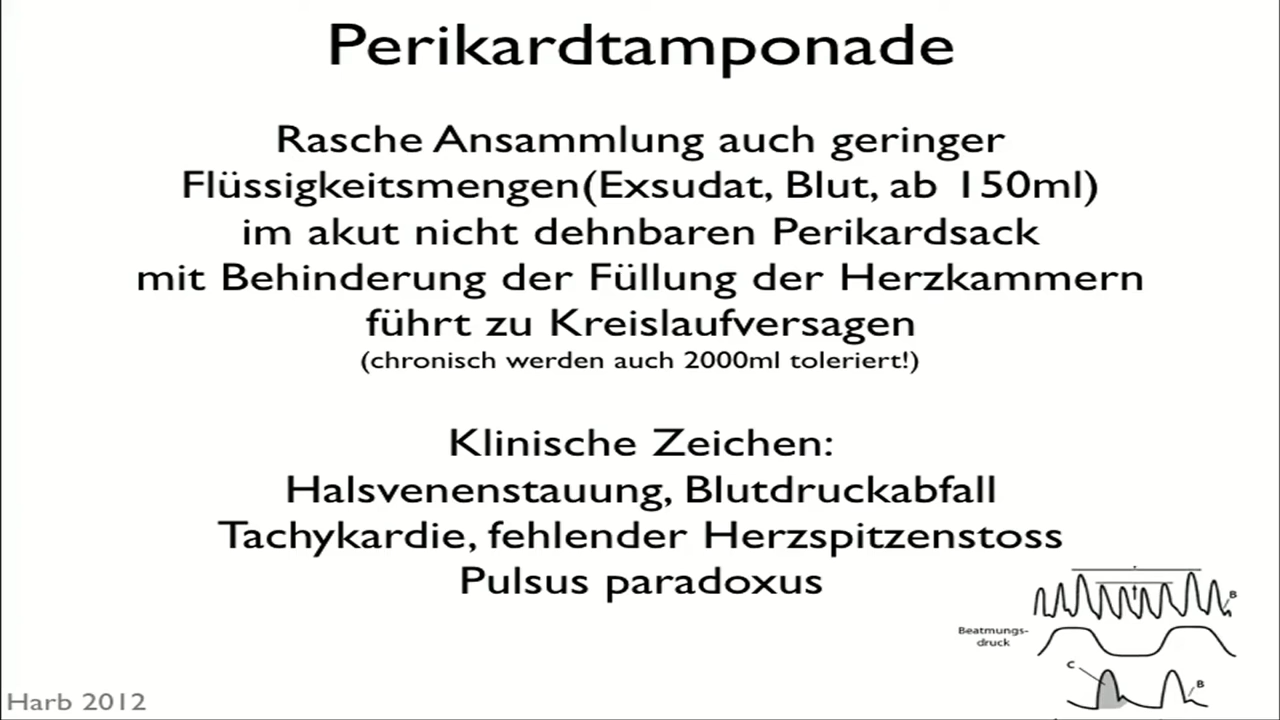 Perikardtamponade
Rasche Ansammlung auch geringer
Flüssigkeitsmengen(Exsudat, Blut, ab 150ml)
im akut nicht dehnbaren Perikardsack
mit Behinderung der Füllung der Herzkammern
führt zu Kreislaufversagen
(chronisch werden auch 2000ml toleriert!)
Klinische Zeichen:
Halsvenenstauung, Blutdruckabfall
Tachykardie, fehlender Herzspitzenstoss
Pulsus paradoxus
B
Beatmungs-
druck
C
B
Harb 2012